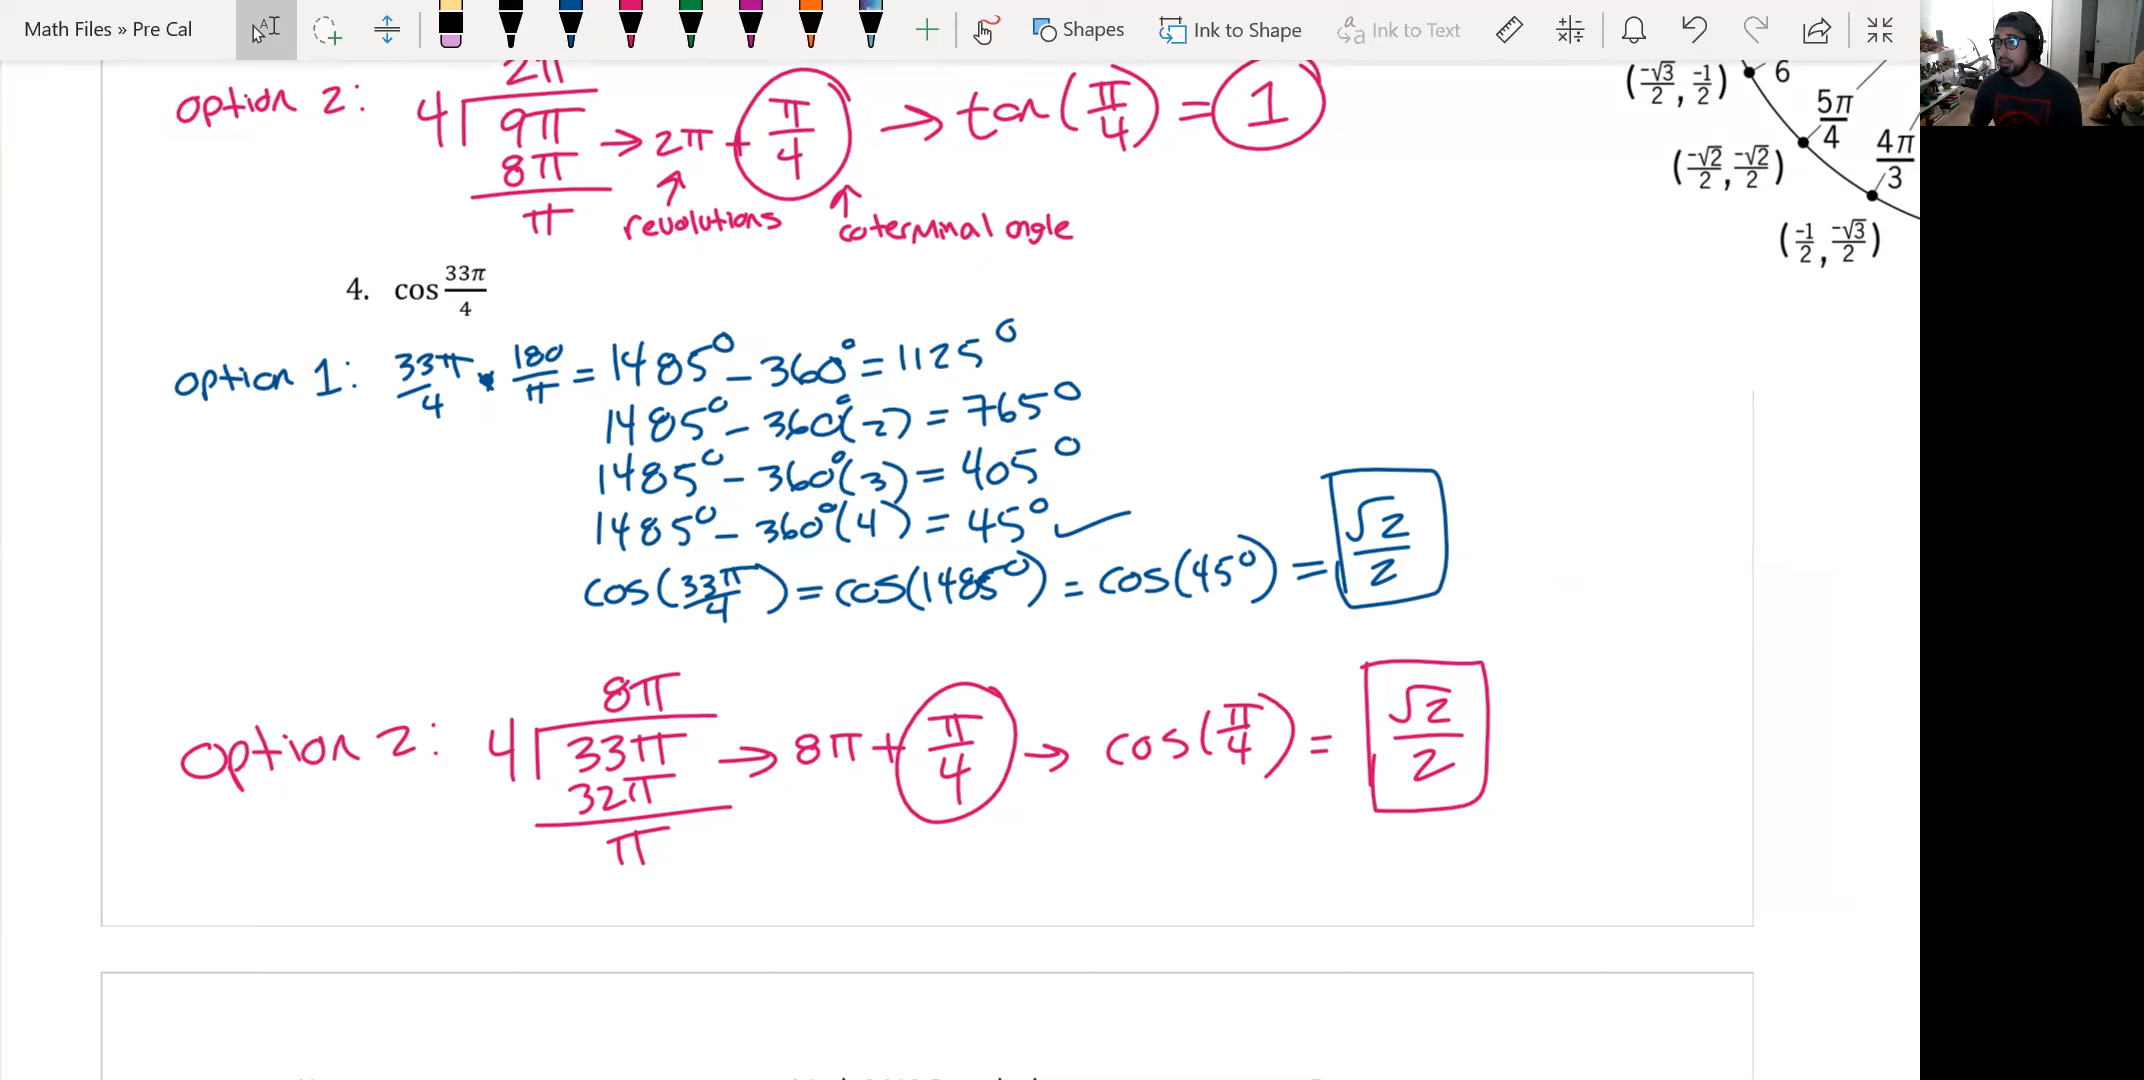 Math Files » Pre Cal Shapes Ink to Shape Ink to Text
option 2: 4 2π 9π 8π π → 2π + π/4 → tan(π/4) = 1
revolutions coterminal angle
(-√3/2, -1/2) 6
5π/4
(-√2/2, -√2/2)
4π/3
(-1/2, -√3/2)
4. cos 33π/4
option 1: 33π/4 · 180/π = 1485° - 360° = 1125°
1485° - 360°(2) = 765°
1485° - 360°(3) = 405°
1485° - 360°(4) = 45° ✓
cos(33π/4) = cos(1485°) = cos(45°) = √2/2
8π
option 2: 4 33π → 8π + π/4 → cos(π/4) = √2/2
32π
π